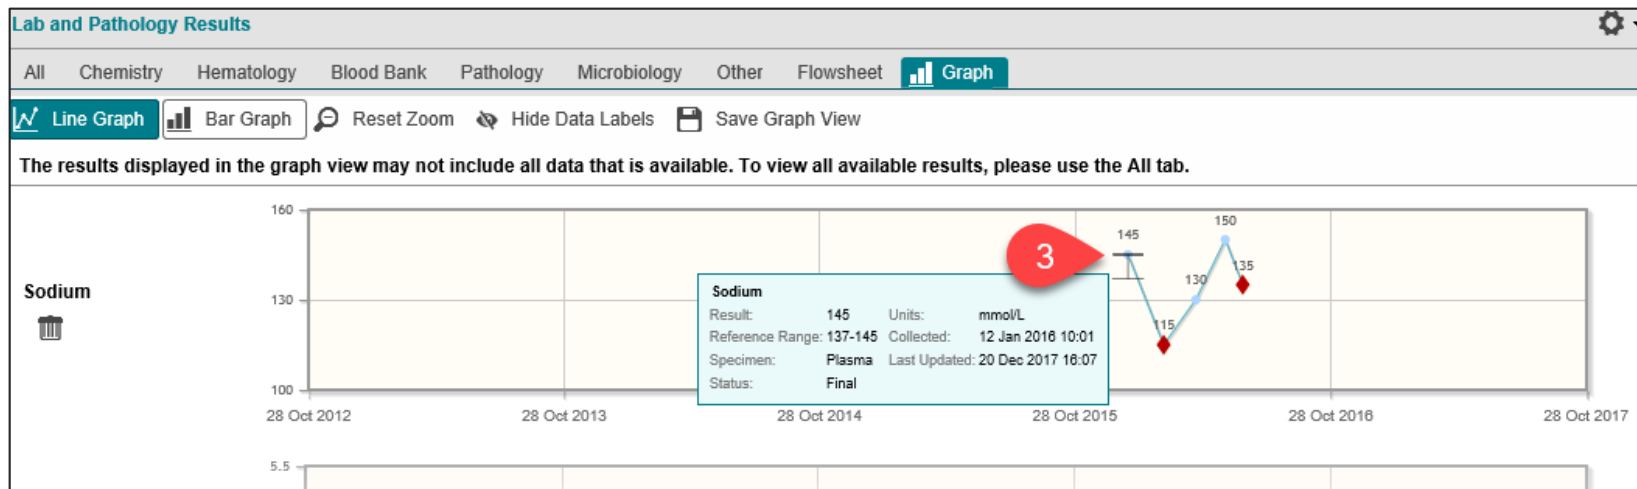 Lab and Pathology Results
All Chemistry Hematology Blood Bank Pathology Microbiology Other Flowsheet Graph
Line Graph Bar Graph Reset Zoom Hide Data Labels Save Graph View
The results displayed in the graph view may not include all data that is available. To view all available results, please use the All tab.
Sodium
160
130
100
145
150
130
135
115
3
Sodium
Result: 145 Units: mmol/L
Reference Range: 137-145 Collected: 12 Jan 2016 10:01
Specimen: Plasma Last Updated: 20 Dec 2017 16:07
Status: Final
28 Oct 2012 28 Oct 2013 28 Oct 2014 28 Oct 2015 28 Oct 2016 28 Oct 2017
5.5